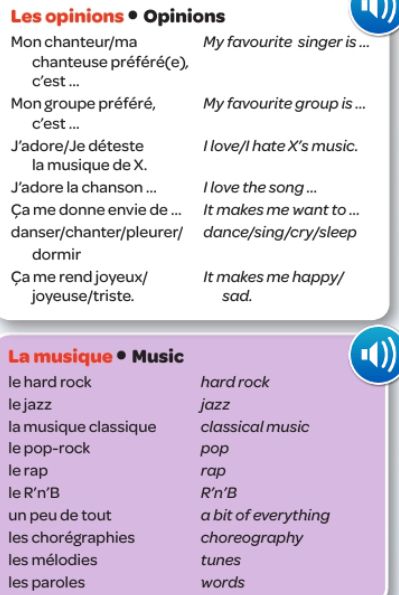 Les opinions • Opinions
Mon chanteur/ma My favourite singer is ...
chanteuse préféré(e),
c'est ...
Mon groupe préféré, My favourite group is ...
c'est ...
J'adore/Je déteste I love/I hate X's music.
la musique de X.
J'adore la chanson ... I love the song ...
Ça me donne envie de ... It makes me want to ...
danser/chanter/pleurer/ dance/sing/cry/sleep
dormir
Ça me rend joyeux/ It makes me happy/
joyeuse/triste. sad.
La musique • Music
le hard rock hard rock
le jazz jazz
la musique classique classical music
le pop-rock pop
le rap rap
le R'n'B R'n'B
un peu de tout a bit of everything
les chorégraphies choreography
les mélodies tunes
les paroles words